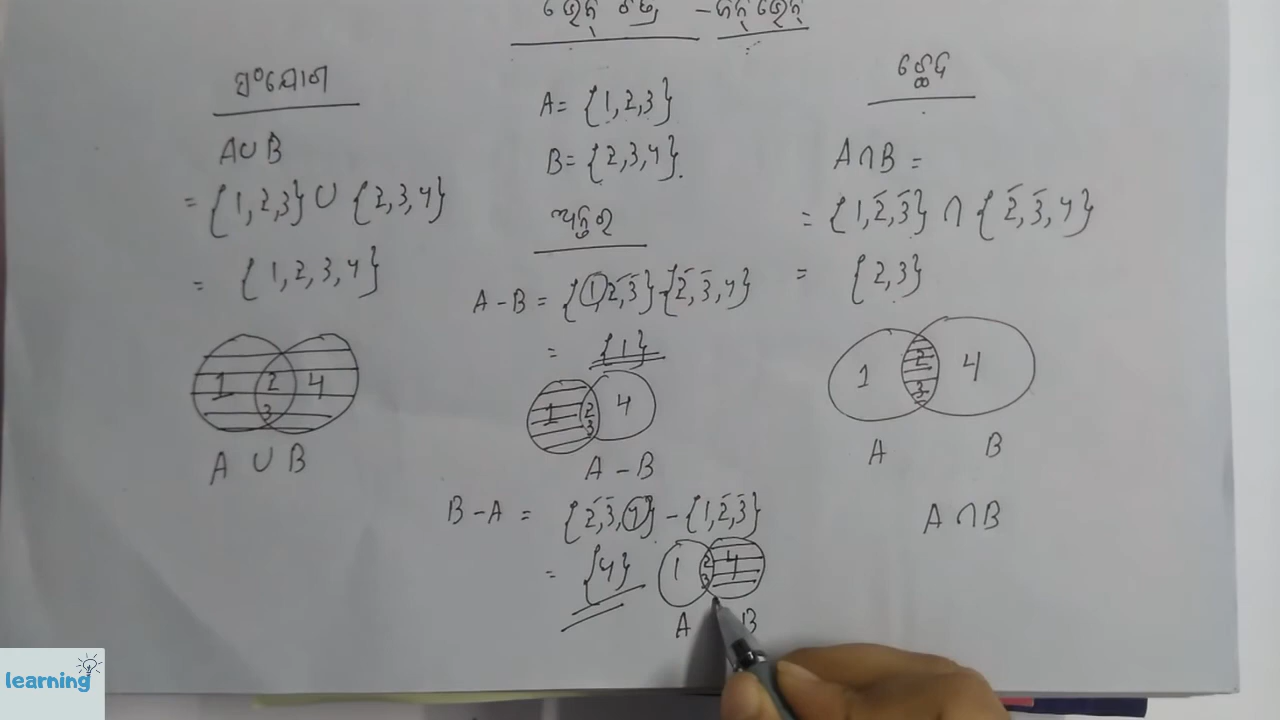 ଭେନ୍ ଚିତ୍ର
ସଂଯୋଗ
A∪B
= {1,2,3} ∪ {2,3,4}
= {1,2,3,4}
1 2 3 4
A ∪ B
A = {1,2,3}
B = {2,3,4}.
ଅନ୍ତର
A - B = {1,2,3} - {2,3,4}
= {1}
1 2 3 4
A - B
B - A = {2,3,4} - {1,2,3}
= {4}
1 2 3 4
A B
ଛେଦ
A∩B =
= {1,2,3} ∩ {2,3,4}
= {2,3}
1 2 3 4
A B
A ∩ B
learning